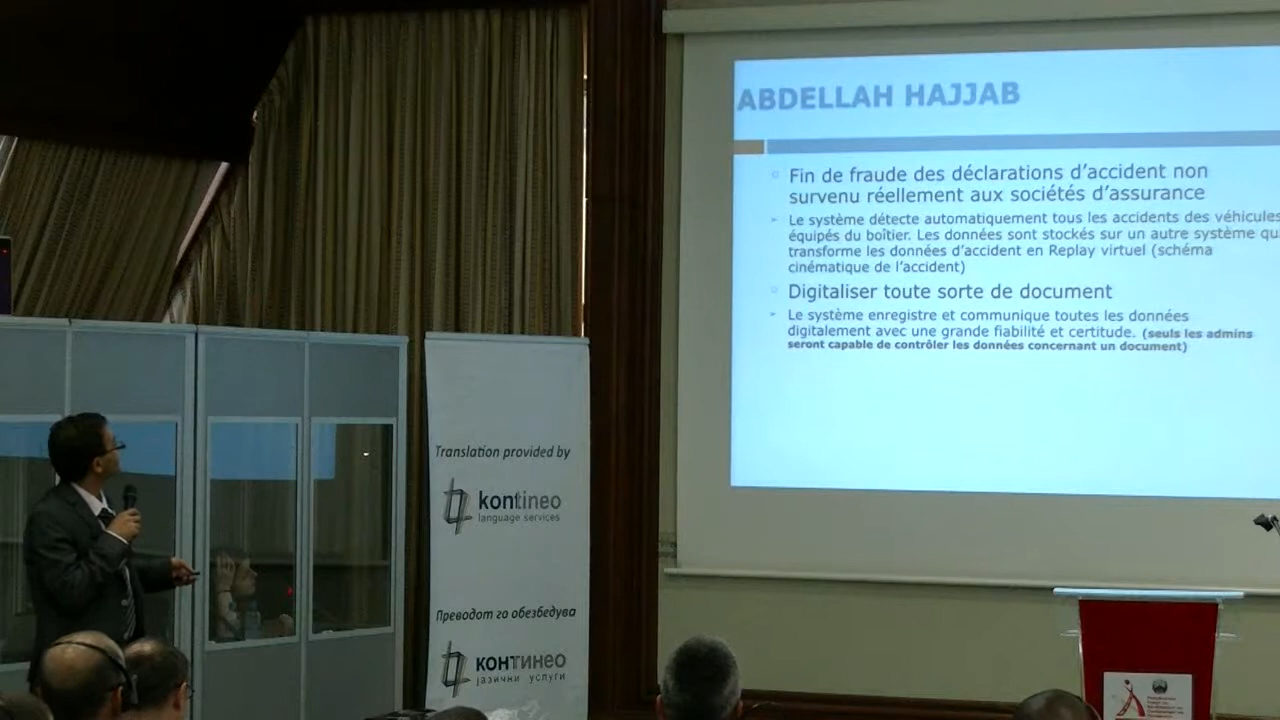 ABDELLAH HAJJAB
Fin de fraude des déclarations d'accident non
survenu réellement aux sociétés d'assurance
Le système détecte automatiquement tous les accidents des véhicules
équipés du boîtier. Les données sont stockés sur un autre système qu
transforme les données d'accident en Replay virtuel (schéma
cinématique de l'accident)
Digitaliser toute sorte de document
Le système enregistre et communique toutes les données
digitalement avec une grande fiabilité et certitude. (seuls les admins
seront capable de contrôler les données concernant un document)
Translation provided by
kontineo
language services
Преводот го обезбедува
континео
јазични услуги